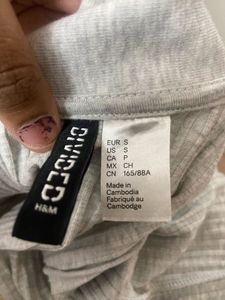 DIVIDED
H&M
EUR S
US S
CA P
MX CH
CN 165/88A
Made in
Cambodia
Fabriqué au
Cambodge